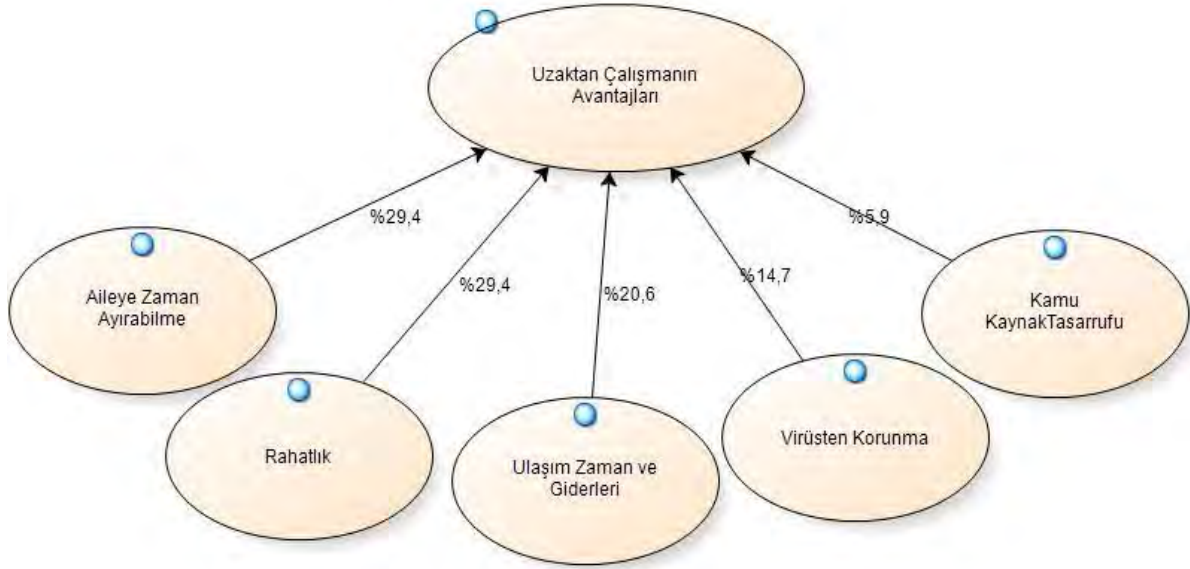 Uzaktan Çalışmanın
Avantajları
%29,4
%29,4
%20,6
%14,7
%5,9
Aileye Zaman
Ayırabilme
Rahatlık
Ulaşım Zaman ve
Giderleri
Virüsten Korunma
Kamu
KaynakTasarrufu